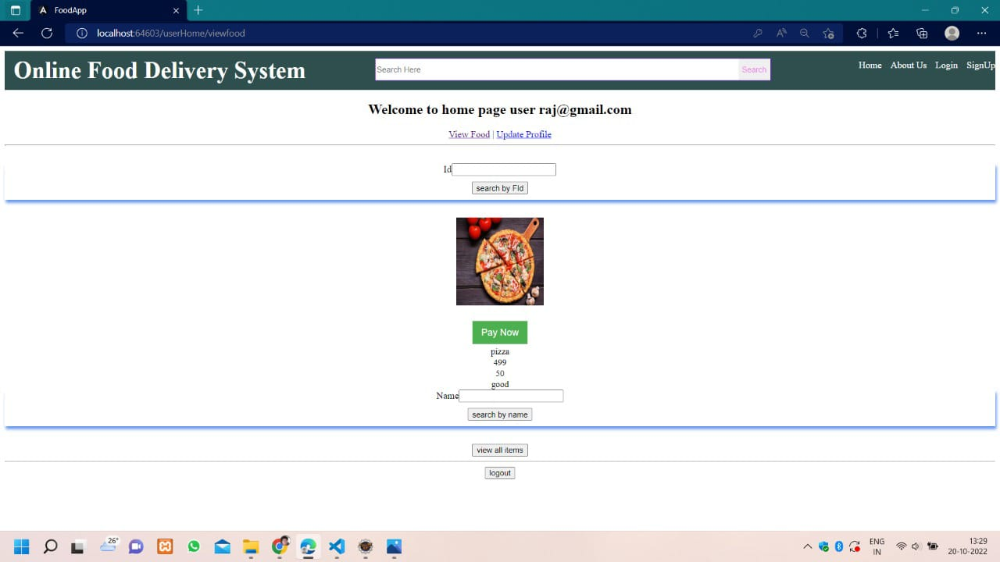 FoodApp
localhost:64603/userHome/viewfood
Online Food Delivery System
Search Here
Search
Home About Us Login SignUp
Welcome to home page user raj@gmail.com
View Food | Update Profile
Id
search by FId
Pay Now
pizza
499
50
good
Name
search by name
view all items
logout
26°
ENG
IN
13:29
20-10-2022